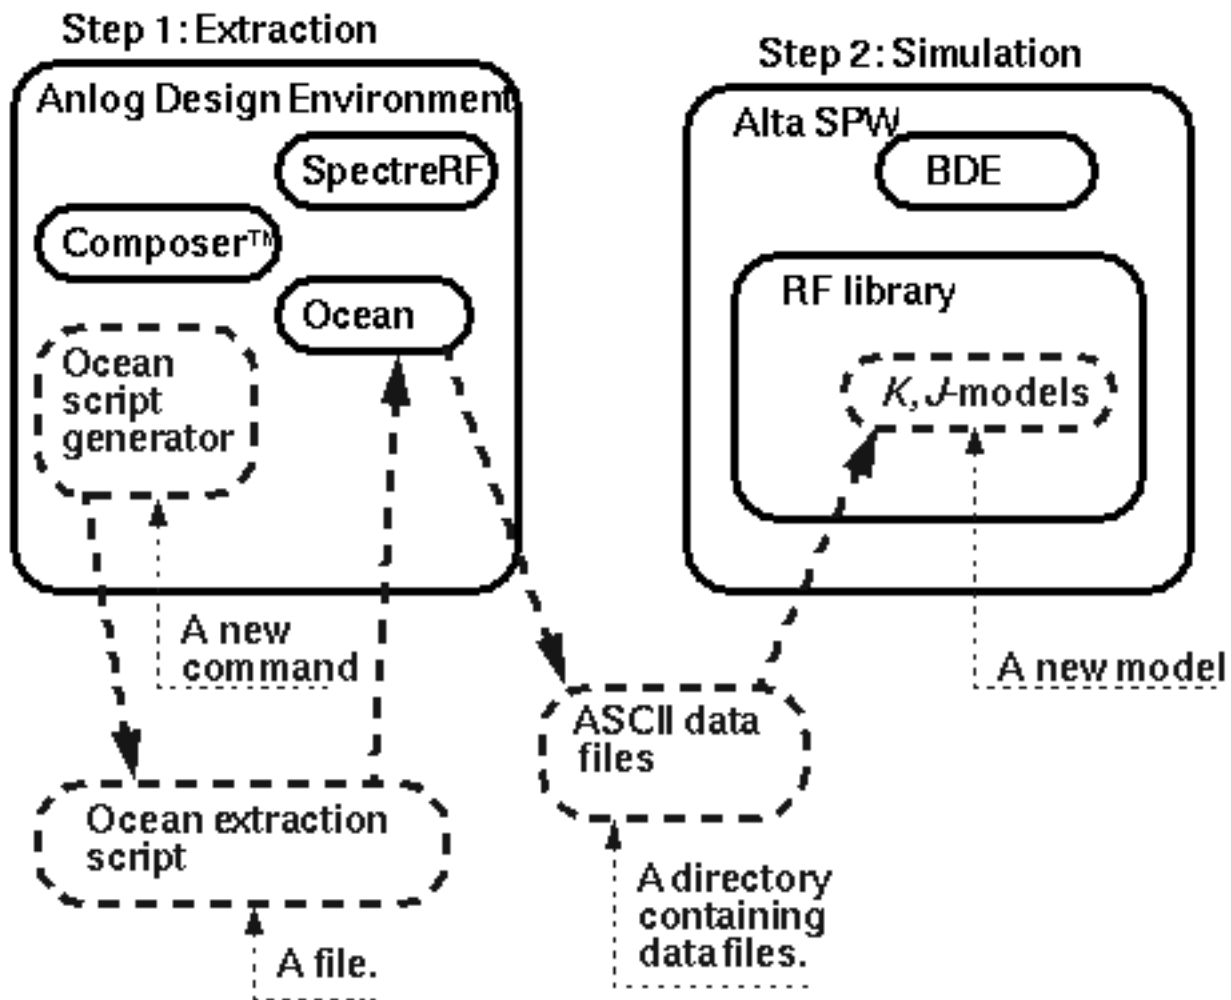 Step 1: Extraction
Anlog Design Environment
SpectreRF
Composer™
Ocean
Ocean
script
generator
A new
command
Ocean extraction
script
A file.
Step 2: Simulation
Alta SPW
BDE
RF library
K, J-models
A new model
ASCII data
files
A directory
containing
data files.